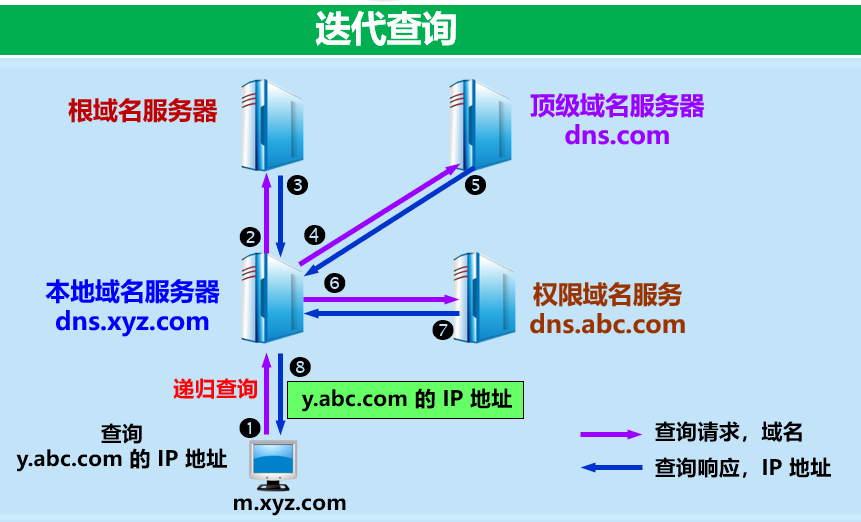 迭代查询
根域名服务器
顶级域名服务器
dns.com
❸
❺
❷
❹
❻
本地域名服务器
dns.xyz.com
权限域名服务
dns.abc.com
❼
❽
递归查询
y.abc.com 的 IP 地址
❶
查询
y.abc.com 的 IP 地址
查询请求，域名
查询响应，IP 地址
m.xyz.com